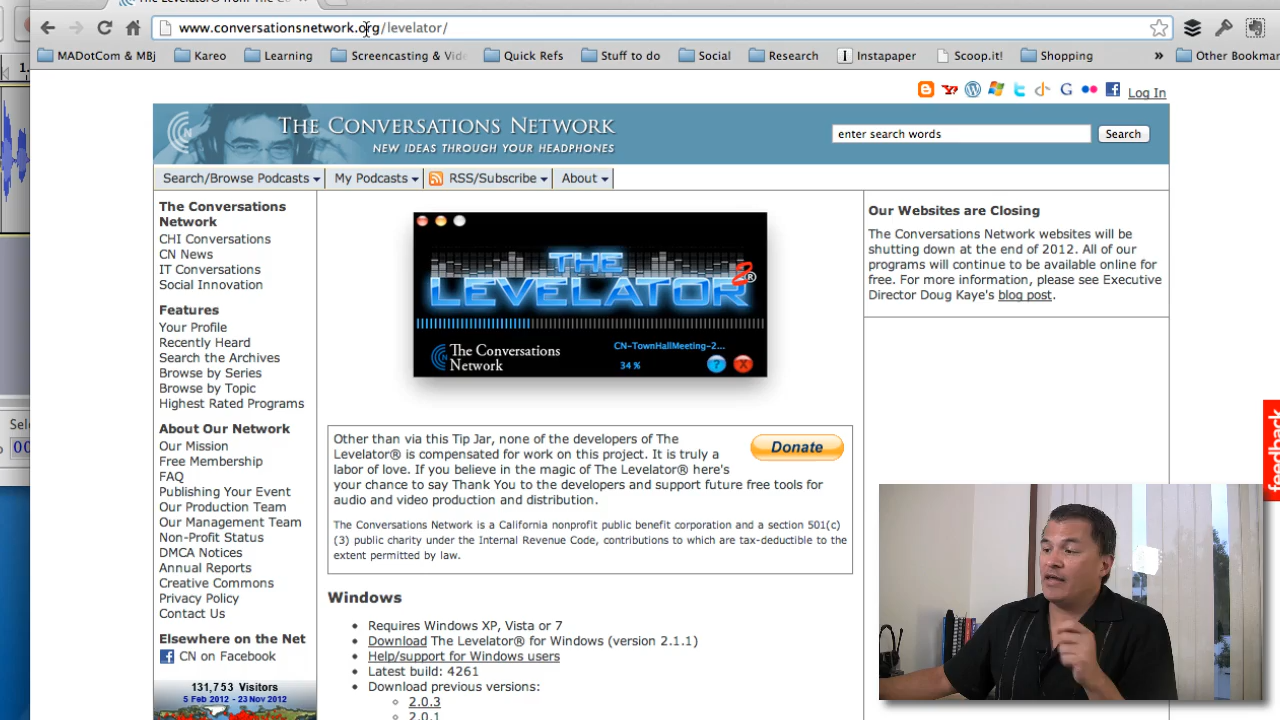 www.conversationsnetwork.org/levelator/
MADotCom & MBj
Kareo
Learning
Screencasting & Vide
Quick Refs
Stuff to do
Social
Research
Instapaper
Scoop.it!
Shopping
»
Other Bookmar
Log In
THE CONVERSATIONS NETWORK
NEW IDEAS THROUGH YOUR HEADPHONES
enter search words
Search
Search/Browse Podcasts
My Podcasts
RSS/Subscribe
About
The Conversations
Network
CHI Conversations
CN News
IT Conversations
Social Innovation
Features
Your Profile
Recently Heard
Search the Archives
Browse by Series
Browse by Topic
Highest Rated Programs
About Our Network
Our Mission
Free Membership
FAQ
Publishing Your Event
Our Production Team
Our Management Team
Non-Profit Status
DMCA Notices
Annual Reports
Creative Commons
Privacy Policy
Contact Us
Elsewhere on the Net
CN on Facebook
131,753 Visitors
5 Feb 2012 - 23 Nov 2012
THE
LEVELATOR 2®
The Conversations
Network
CN-TownHallMeeting-2...
34 %
?
X
Other than via this Tip Jar, none of the developers of The
Levelator® is compensated for work on this project. It is truly a
labor of love. If you believe in the magic of The Levelator® here's
your chance to say Thank You to the developers and support future free tools for
audio and video production and distribution.
Donate
The Conversations Network is a California nonprofit public benefit corporation and a section 501(c)
(3) public charity under the Internal Revenue Code, contributions to which are tax-deductible to the
extent permitted by law.
Windows
• Requires Windows XP, Vista or 7
• Download The Levelator® for Windows (version 2.1.1)
• Help/support for Windows users
• Latest build: 4261
• Download previous versions:
2.0.3
2.0.1
Our Websites are Closing
The Conversations Network websites will be
shutting down at the end of 2012. All of our
programs will continue to be available online for
free. For more information, please see Executive
Director Doug Kaye's blog post.
feedback